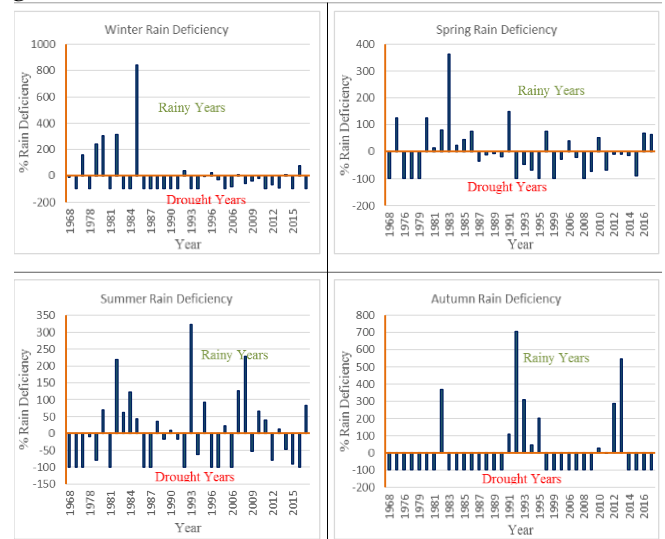 Winter Rain Deficiency
% Rain Deficiency
1000
800
600
400
200
0
-200
Rainy Years
Drought Years
1968 1978 1981 1984 1987 1990 1993 1996 2006 2009 2012 2015
Year
Spring Rain Deficiency
% Rain Deficiency
400
300
200
100
0
-100
-200
Rainy Years
Drought Years
1968 1976 1979 1981 1983 1985 1987 1989 1991 1993 1995 1999 2006 2008 2010 2012 2014 2016
Year
Summer Rain Deficiency
% Rain Deficiency
350
300
250
200
150
100
50
0
-50
-100
-150
Rainy Years
Drought Years
1968 1978 1981 1984 1987 1990 1993 1996 2006 2009 2012 2015
Year
Autumn Rain Deficiency
% Rain Deficiency
800
700
600
500
400
300
200
100
0
-100
-200
Rainy Years
Drought Years
1968 1976 1979 1981 1983 1985 1987 1989 1991 1993 1995 1999 2006 2008 2010 2012 2014 2016
Year